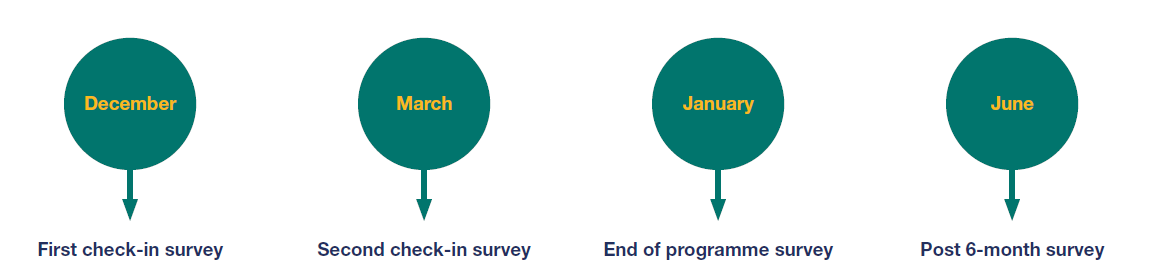 December
March
January
June
First check-in survey
Second check-in survey
End of programme survey
Post 6-month survey